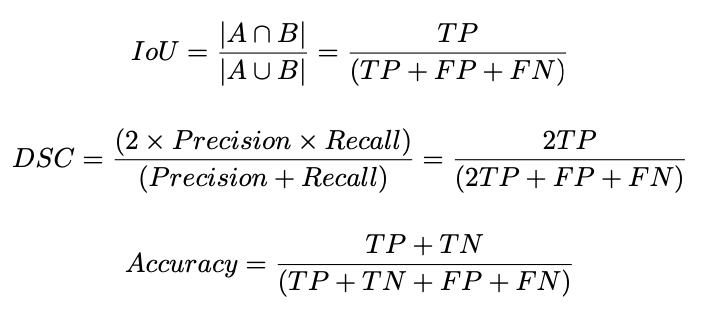 IoU = |A ∩ B| / |A ∪ B| = TP / (TP + FP + FN)
DSC = (2 × Precision × Recall) / (Precision + Recall) = 2TP / (2TP + FP + FN)
Accuracy = TP + TN / (TP + TN + FP + FN)